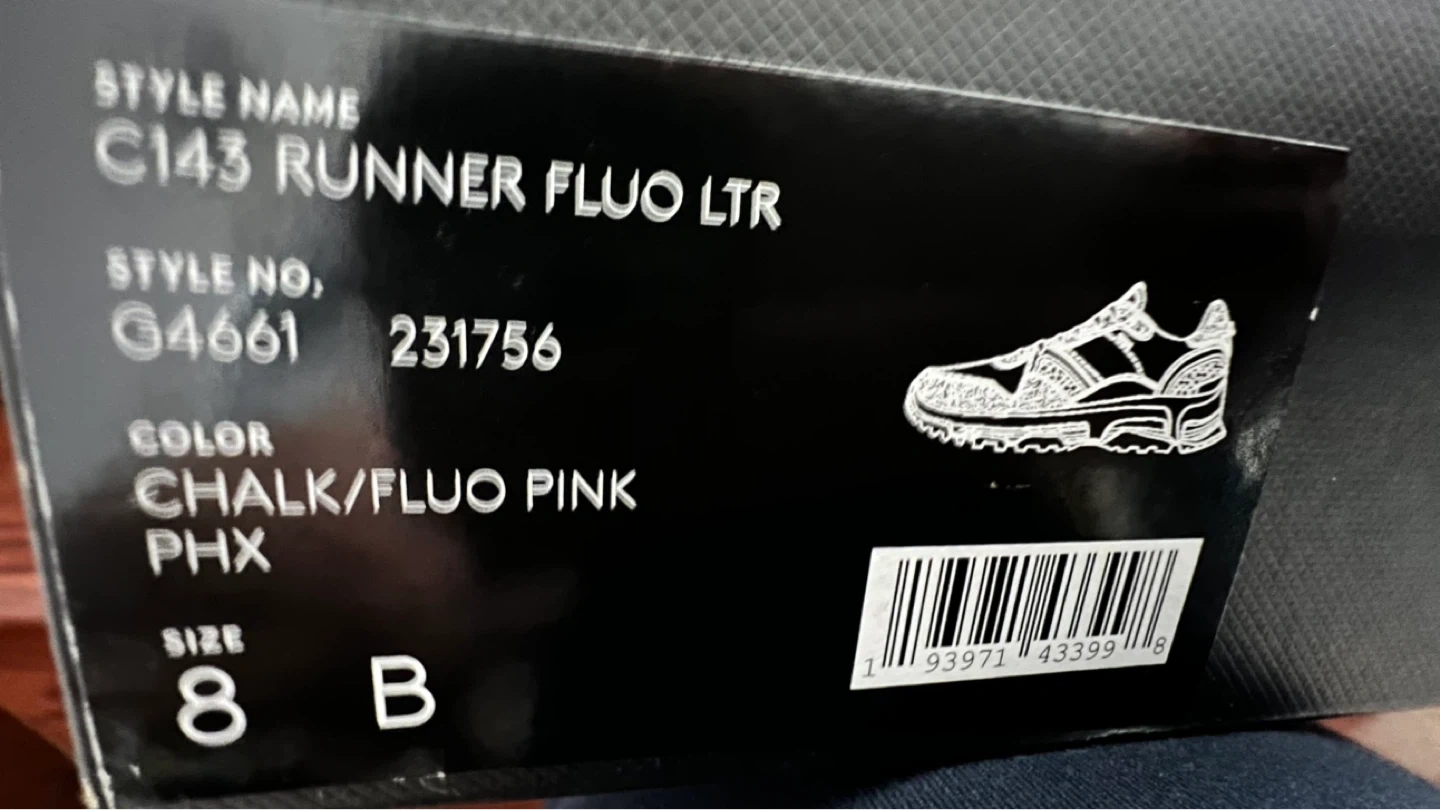 STYLE NAME
C143 RUNNER FLUO LTR
STYLE NO.
G4661 231756
COLOR
CHALK/FLUO PINK
PHX
SIZE
8 B
1 93971 43399 8